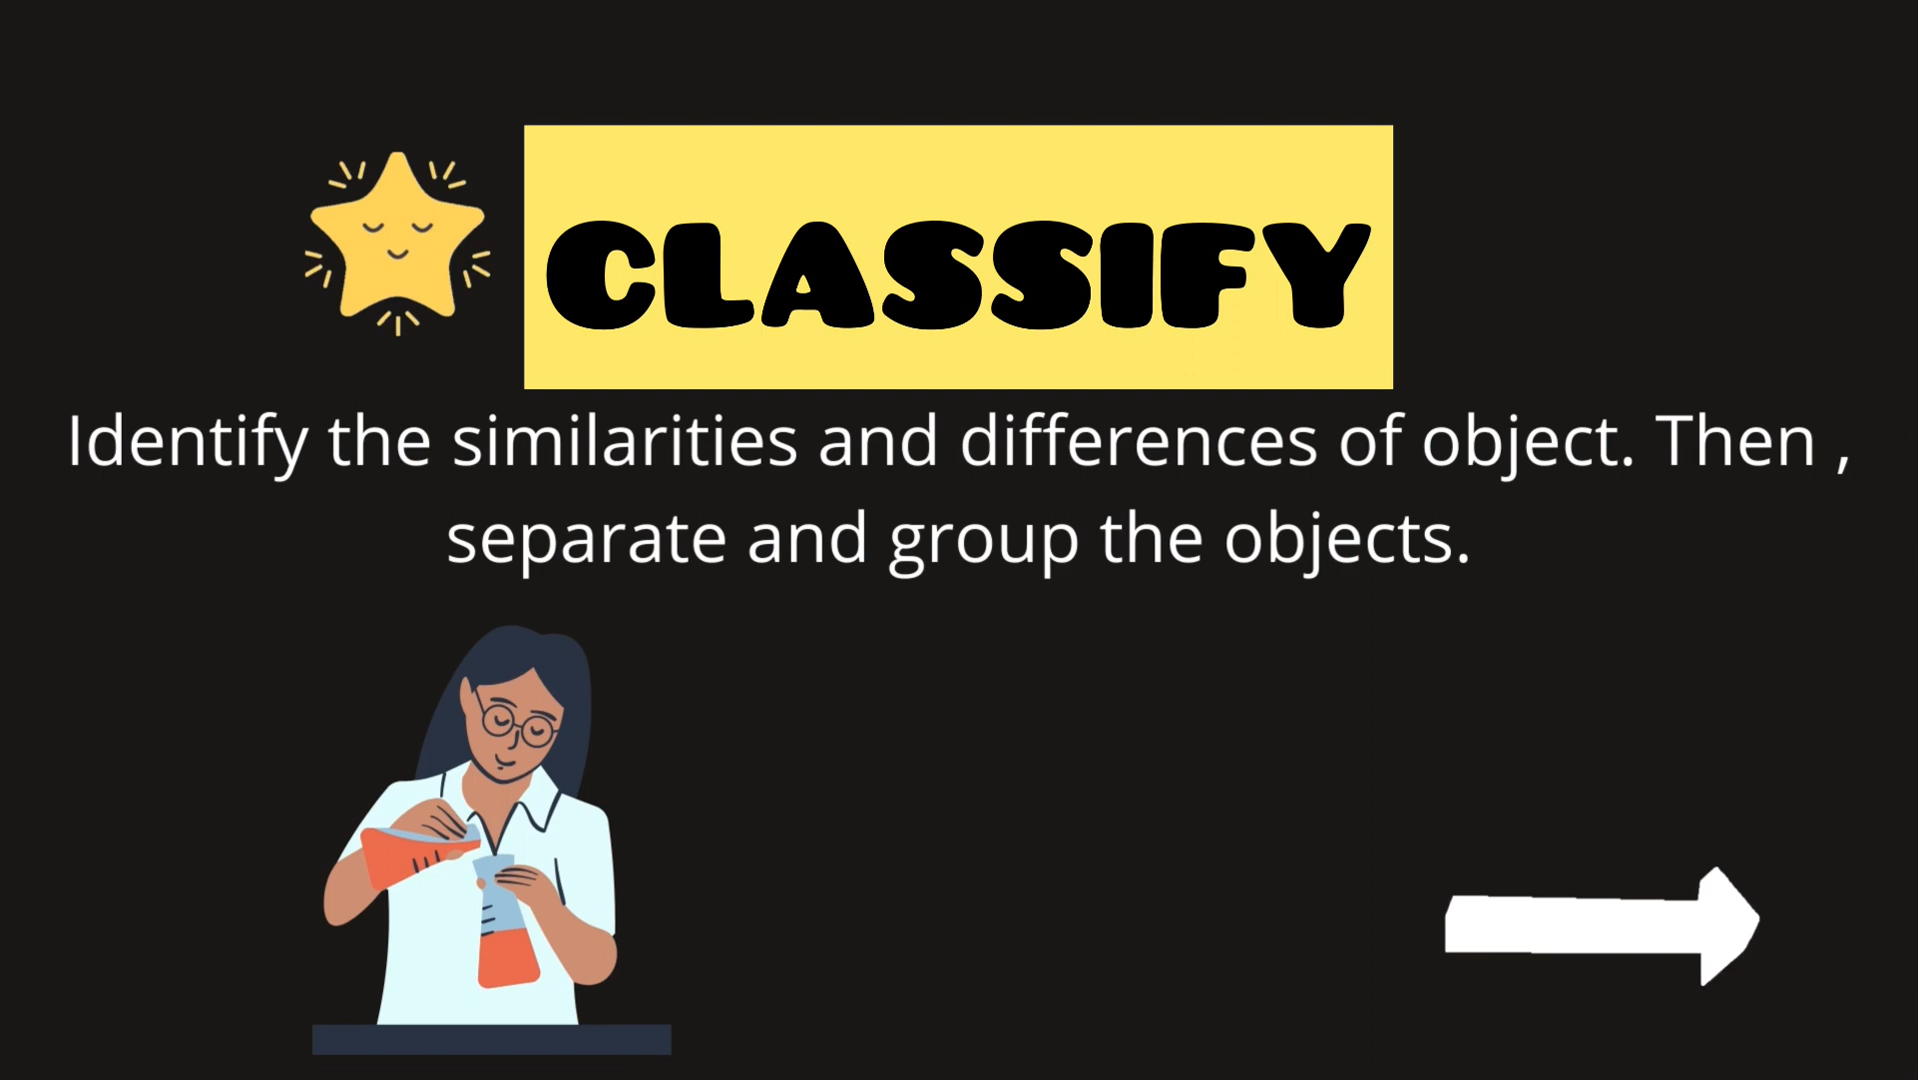 CLASSIFY
Identify the similarities and differences of object. Then ,
separate and group the objects.